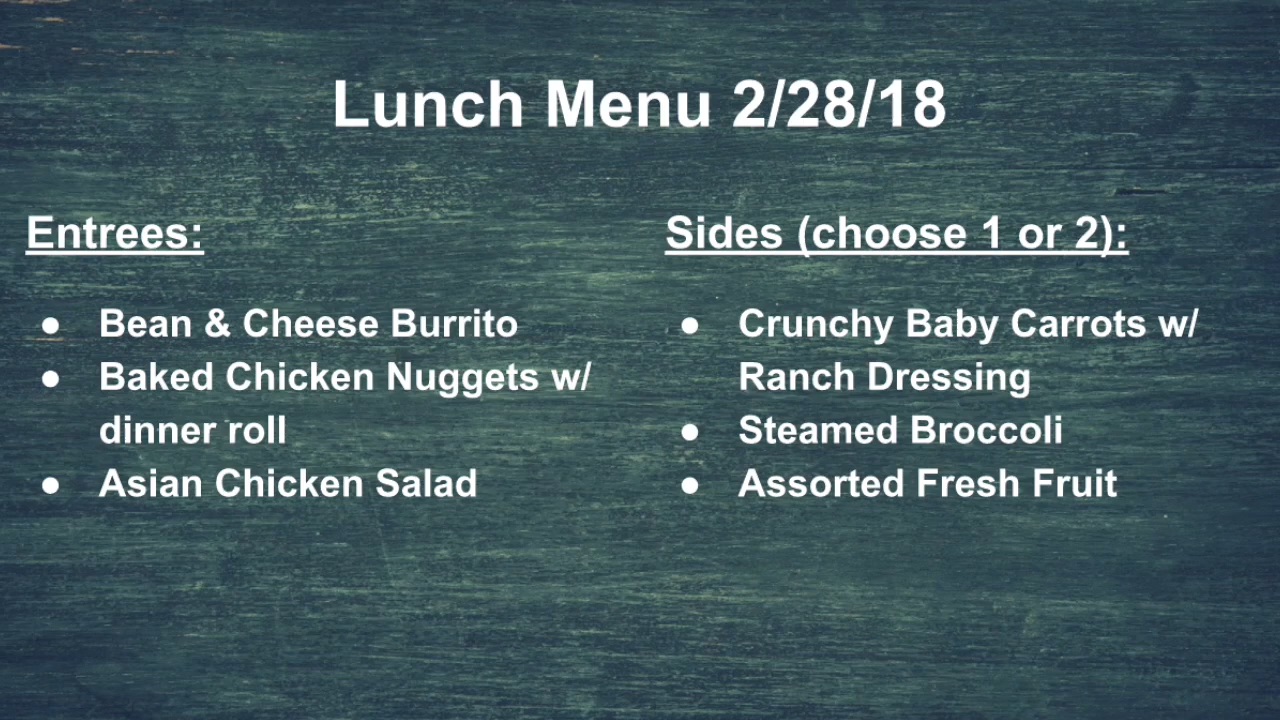 Lunch Menu 2/28/18
Entrees:
● Bean & Cheese Burrito
● Baked Chicken Nuggets w/
dinner roll
● Asian Chicken Salad
Sides (choose 1 or 2):
● Crunchy Baby Carrots w/
Ranch Dressing
● Steamed Broccoli
● Assorted Fresh Fruit